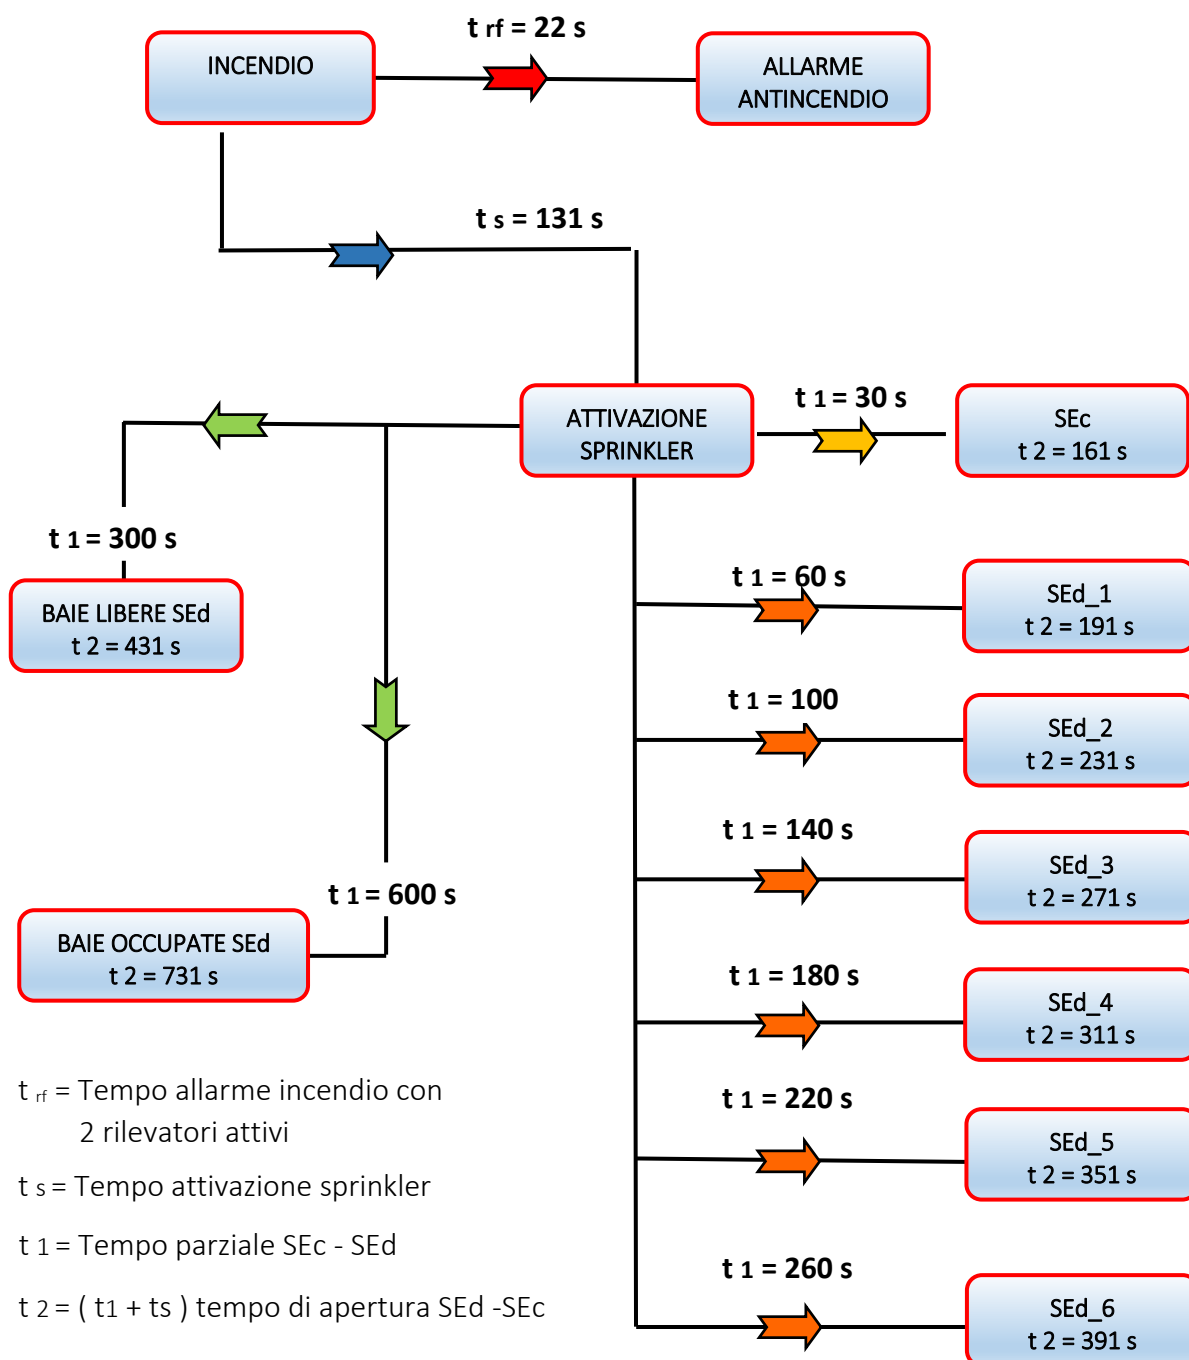 t rf = 22 s
INCENDIO
ALLARME
ANTINCENDIO
t s = 131 s
ATTIVAZIONE
SPRINKLER
t 1 = 30 s
SEc
t 2 = 161 s
t 1 = 300 s
BAIE LIBERE SEd
t 2 = 431 s
t 1 = 60 s
SEd_1
t 2 = 191 s
t 1 = 100
SEd_2
t 2 = 231 s
t 1 = 140 s
SEd_3
t 2 = 271 s
t 1 = 600 s
BAIE OCCUPATE SEd
t 2 = 731 s
t 1 = 180 s
SEd_4
t 2 = 311 s
t 1 = 220 s
SEd_5
t 2 = 351 s
t 1 = 260 s
SEd_6
t 2 = 391 s
t rf = Tempo allarme incendio con
2 rilevatori attivi
t s = Tempo attivazione sprinkler
t 1 = Tempo parziale SEc - SEd
t 2 = ( t1 + ts ) tempo di apertura SEd -SEc